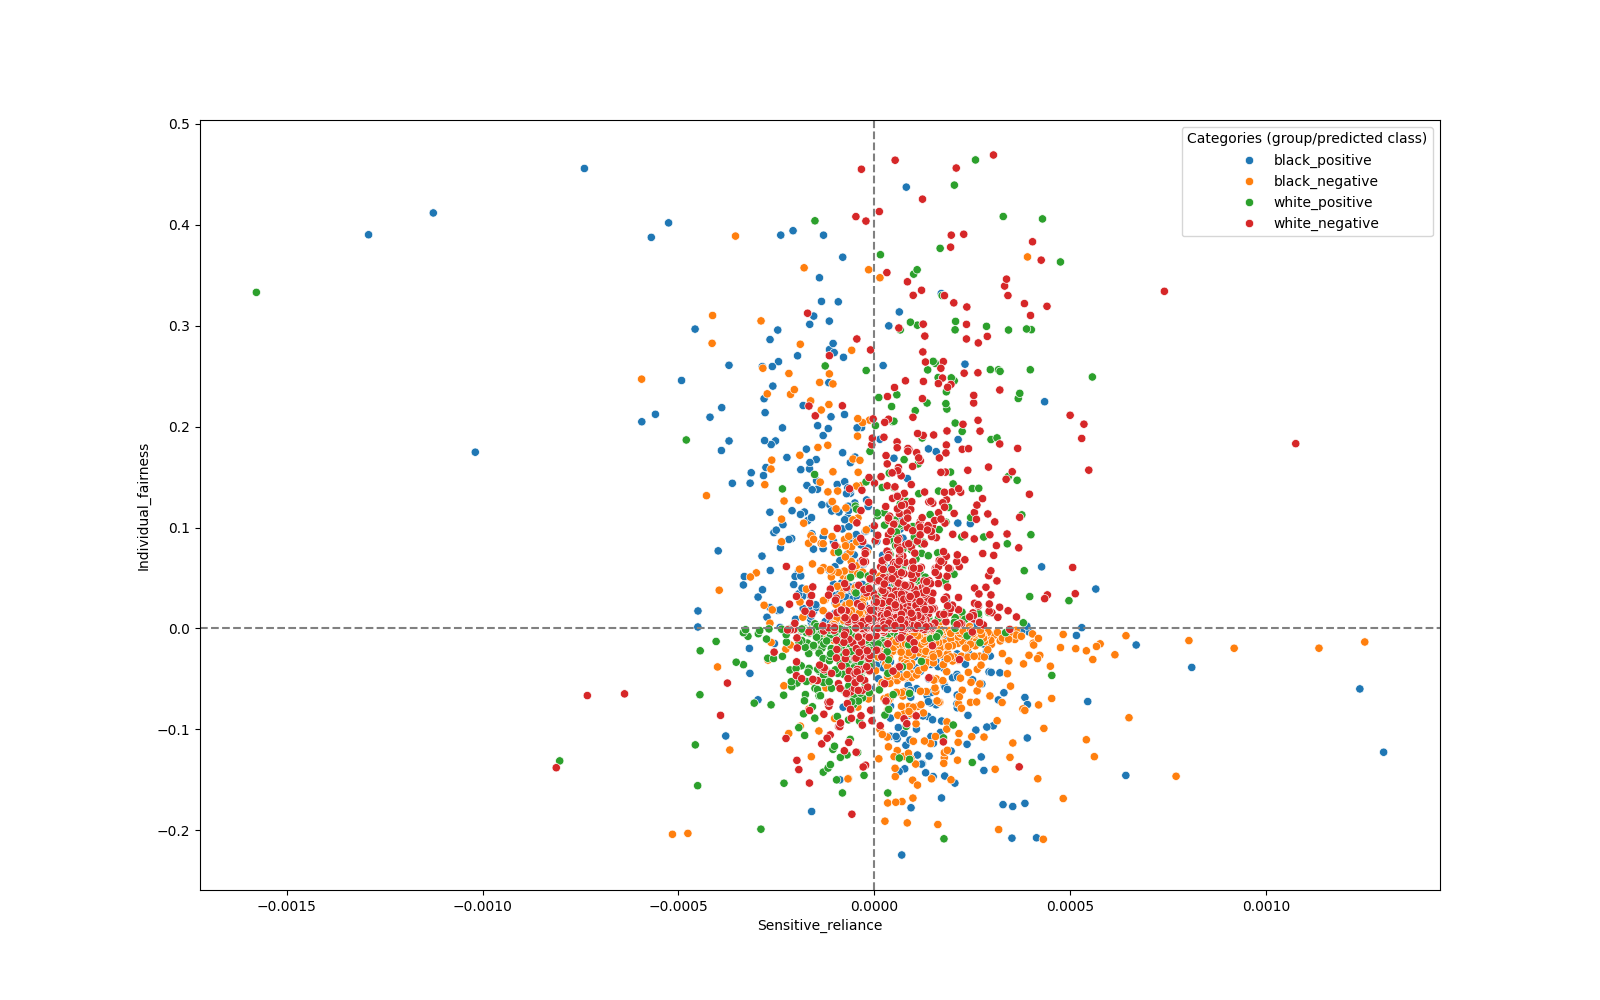 Categories (group/predicted class)
black_positive
black_negative
white_positive
white_negative
0.5
0.4
0.3
0.2
0.1
0.0
−0.1
−0.2
Individual_fairness
−0.0015
−0.0010
−0.0005
0.0000
0.0005
0.0010
Sensitive_reliance